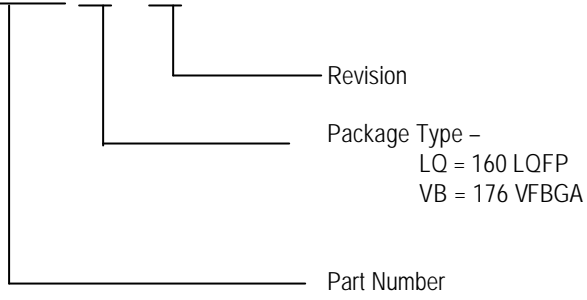 Revision
Package Type –
LQ = 160 LQFP
VB = 176 VFBGA
Part Number